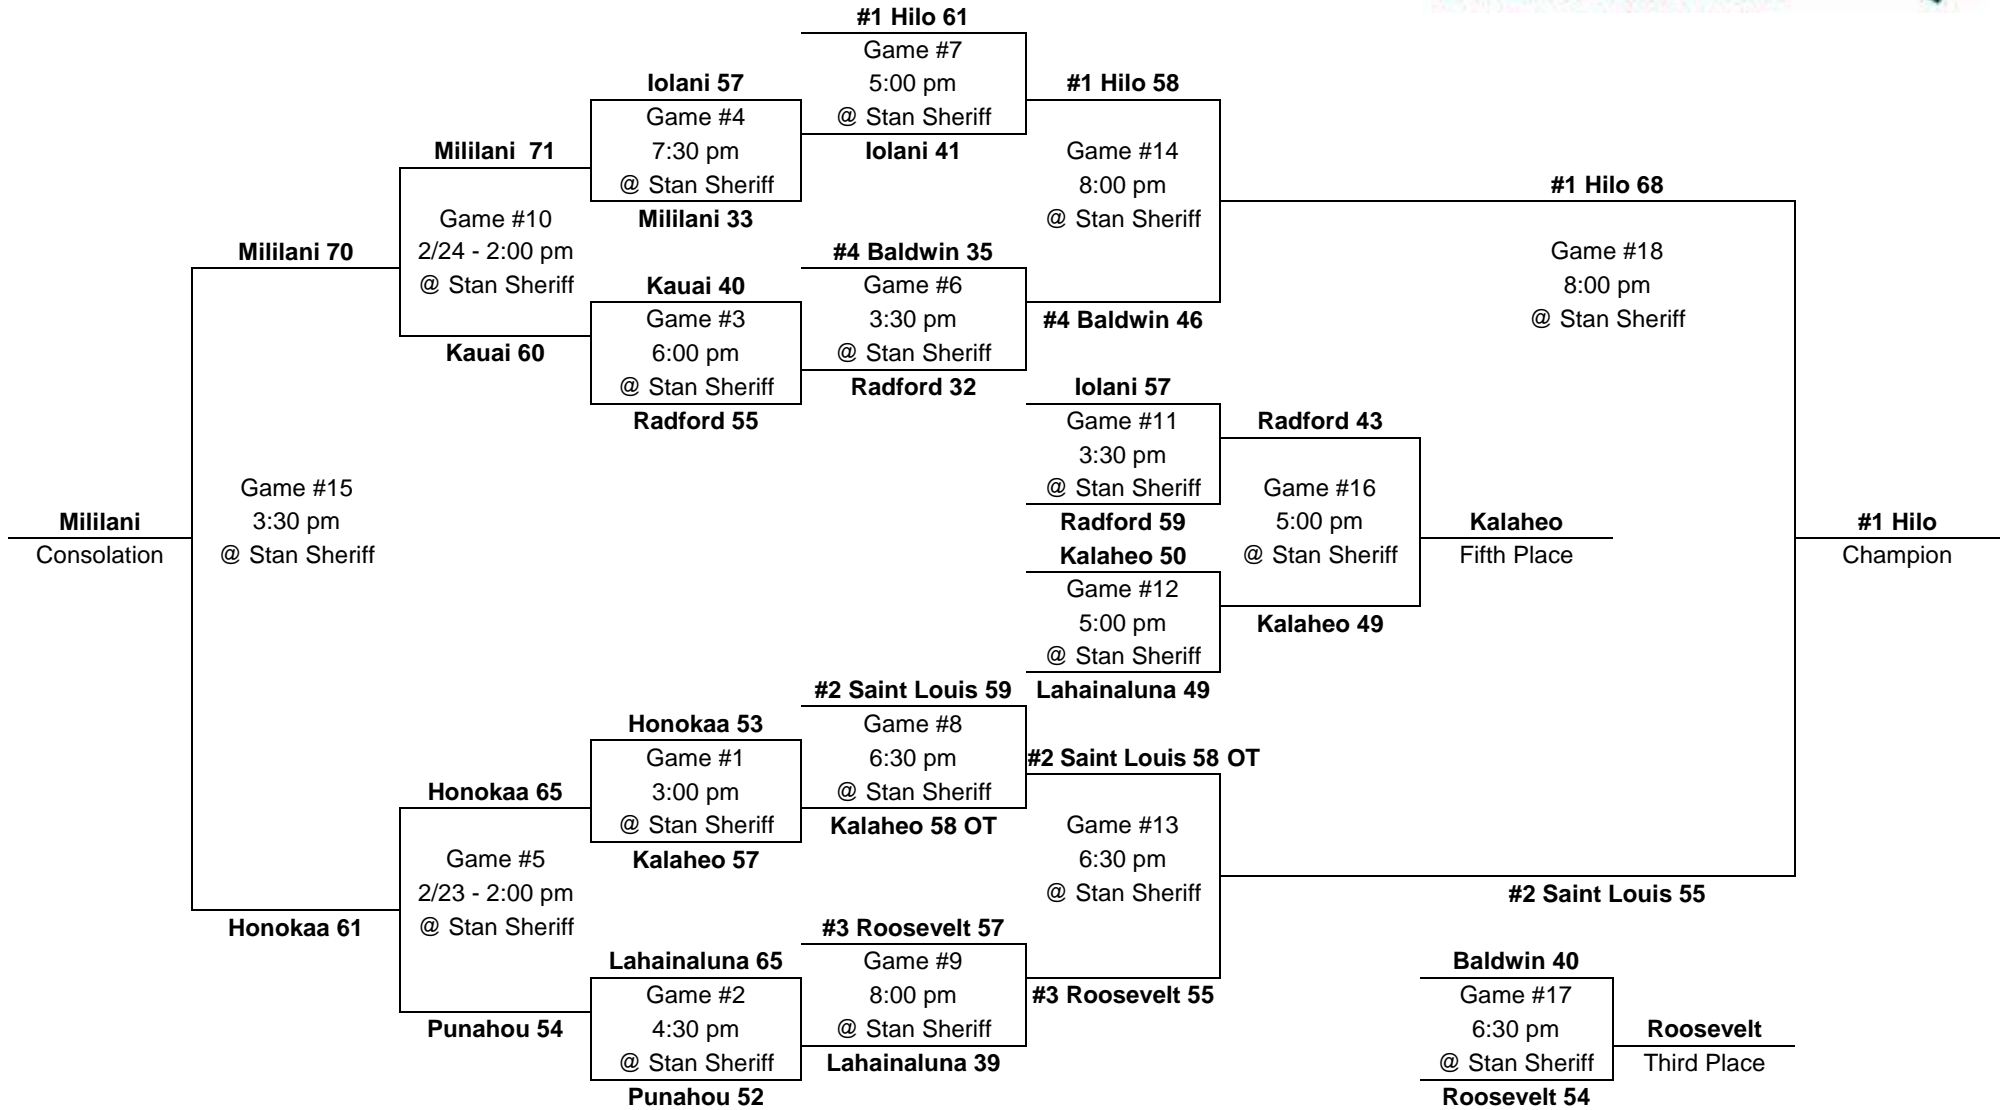 #1 Hilo 61
Game #7
5:00 pm
@ Stan Sheriff
Iolani 41
Iolani 57
Game #4
7:30 pm
@ Stan Sheriff
Mililani 33
#1 Hilo 58
Game #14
8:00 pm
@ Stan Sheriff
#4 Baldwin 46
Mililani  71
Game #10
2/24 - 2:00 pm
@ Stan Sheriff
Kauai 60
#1 Hilo 68
Game #18
8:00 pm
@ Stan Sheriff
#4 Baldwin 35
Game #6
3:30 pm
@ Stan Sheriff
Radford 32
Mililani 70
Kauai 40
Game #3
6:00 pm
@ Stan Sheriff
Radford 55
Iolani 57
Game #11
3:30 pm
@ Stan Sheriff
Radford 59
Radford 43
Game #16
5:00 pm
@ Stan Sheriff
Kalaheo 49
Game #15
3:30 pm
@ Stan Sheriff
Mililani
Consolation
Kalaheo
Fifth Place
#1 Hilo
Champion
Kalaheo 50
Game #12
5:00 pm
@ Stan Sheriff
Lahainaluna 49
#2 Saint Louis 59
Game #8
6:30 pm
@ Stan Sheriff
Kalaheo 58 OT
Honokaa 53
Game #1
3:00 pm
@ Stan Sheriff
Kalaheo 57
#2 Saint Louis 58 OT
Game #13
6:30 pm
@ Stan Sheriff
#3 Roosevelt 55
Honokaa 65
Game #5
2/23 - 2:00 pm
@ Stan Sheriff
Punahou 54
#2 Saint Louis 55
Honokaa 61
#3 Roosevelt 57
Game #9
8:00 pm
@ Stan Sheriff
Lahainaluna 39
Lahainaluna 65
Game #2
4:30 pm
@ Stan Sheriff
Punahou 52
Baldwin 40
Game #17
6:30 pm
@ Stan Sheriff
Roosevelt 54
Roosevelt
Third Place